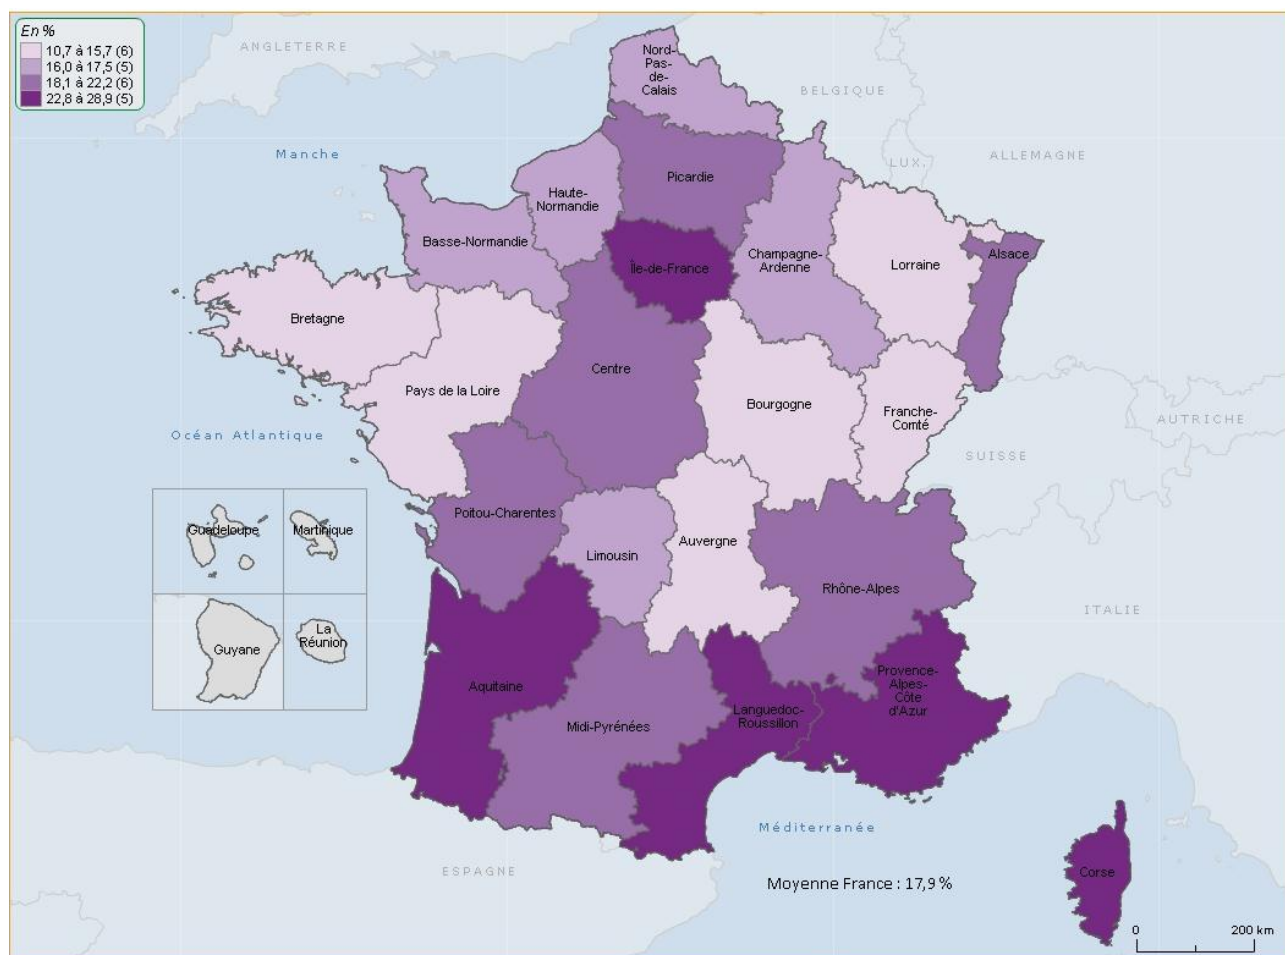 En %
10,7 à 15,7 (6)
16,0 à 17,5 (5)
18,1 à 22,2 (6)
22,8 à 28,9 (5)
ANGLETERRE
Nord-
Pas-
de-
Calais
BELGIQUE
Manche
LUX.
ALLEMAGNE
Picardie
Haute-
Normandie
Basse-Normandie
Île-de-France
Champagne-
Ardenne
Lorraine
Alsace
Bretagne
Centre
Pays de la Loire
Bourgogne
Franche-
Comté
AUTRICHE
Océan Atlantique
SUISSE
Poitou-Charentes
Guadeloupe
Martinique
Limousin
Auvergne
Rhône-Alpes
ITALIE
La
Réunion
Guyane
Aquitaine
Provence-
Alpes-
Côte
d'Azur
Languedoc-
Roussillon
Midi-Pyrénées
Méditerranée
ESPAGNE
Moyenne France : 17,9 %
Corse
0 200 km